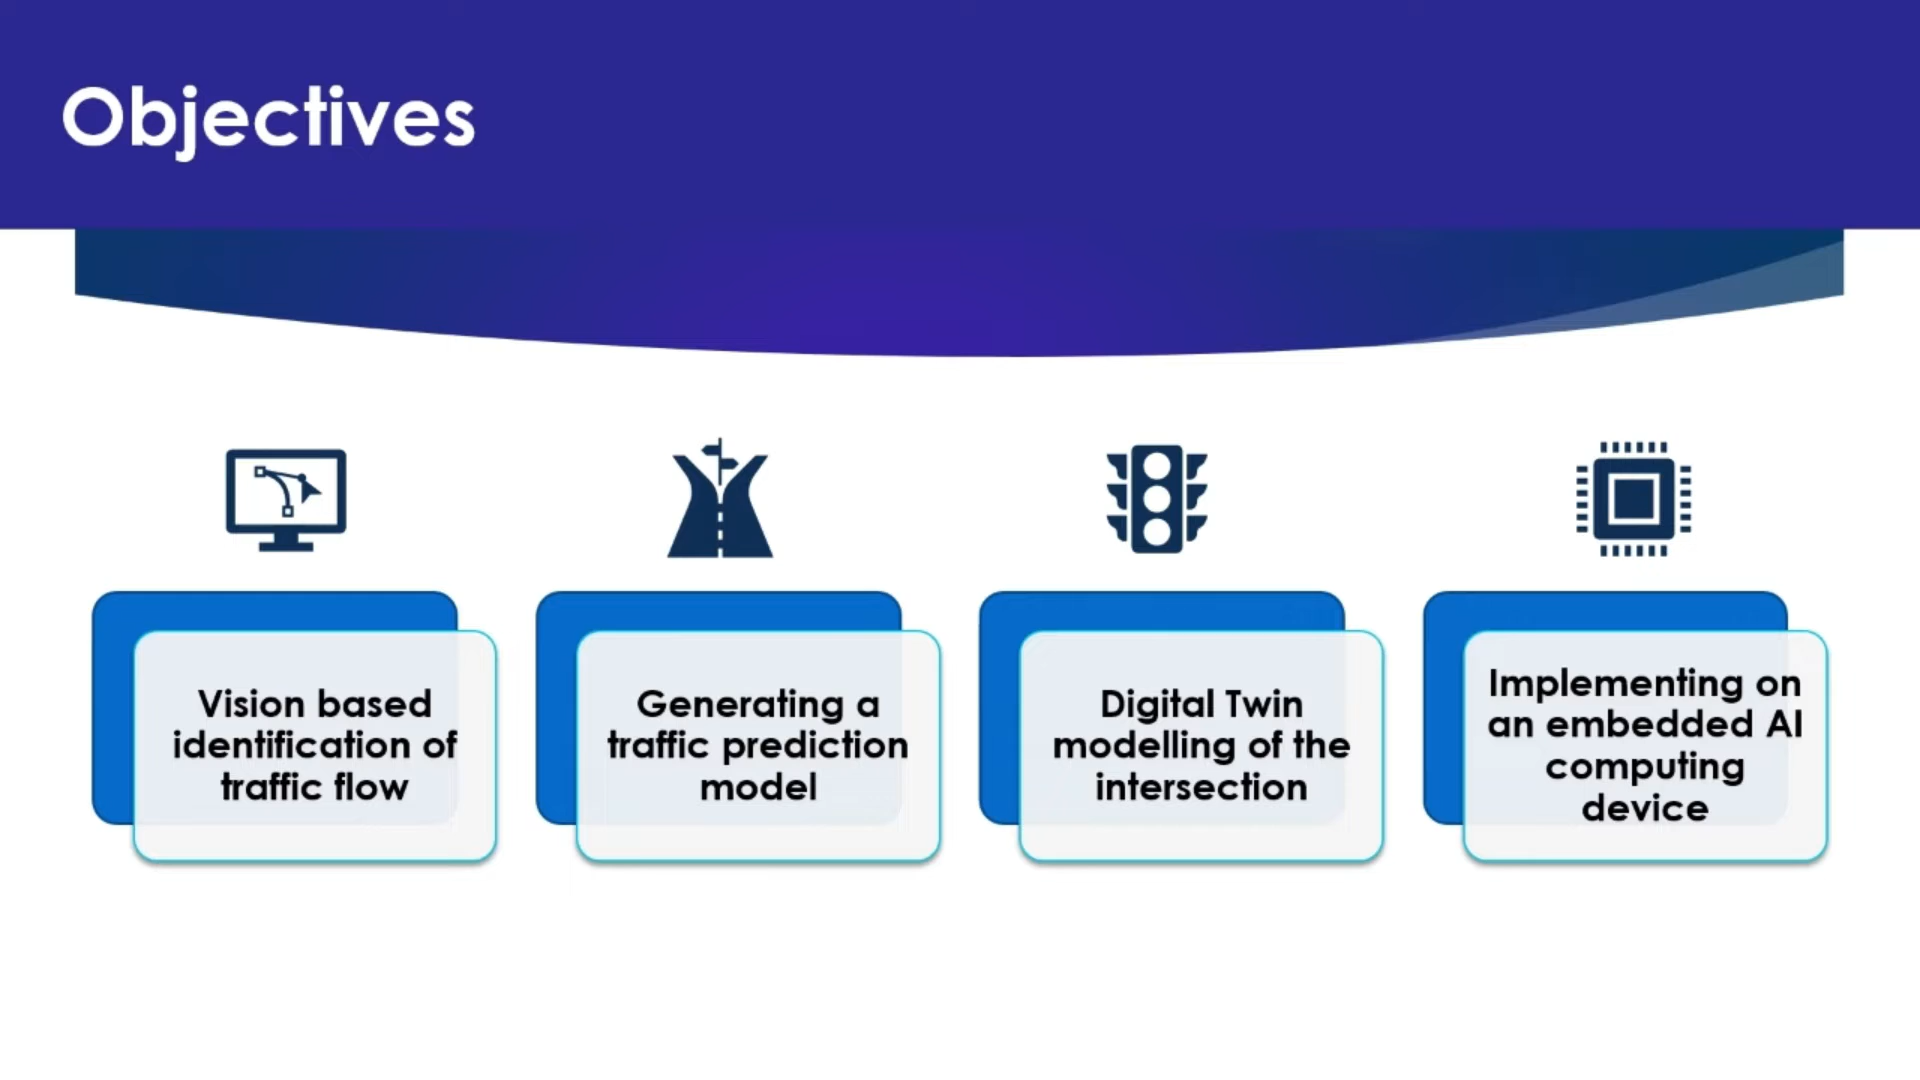 Objectives
Vision based
identification of
traffic flow
Generating a
traffic prediction
model
Digital Twin
modelling of the
intersection
Implementing on
an embedded AI
computing
device